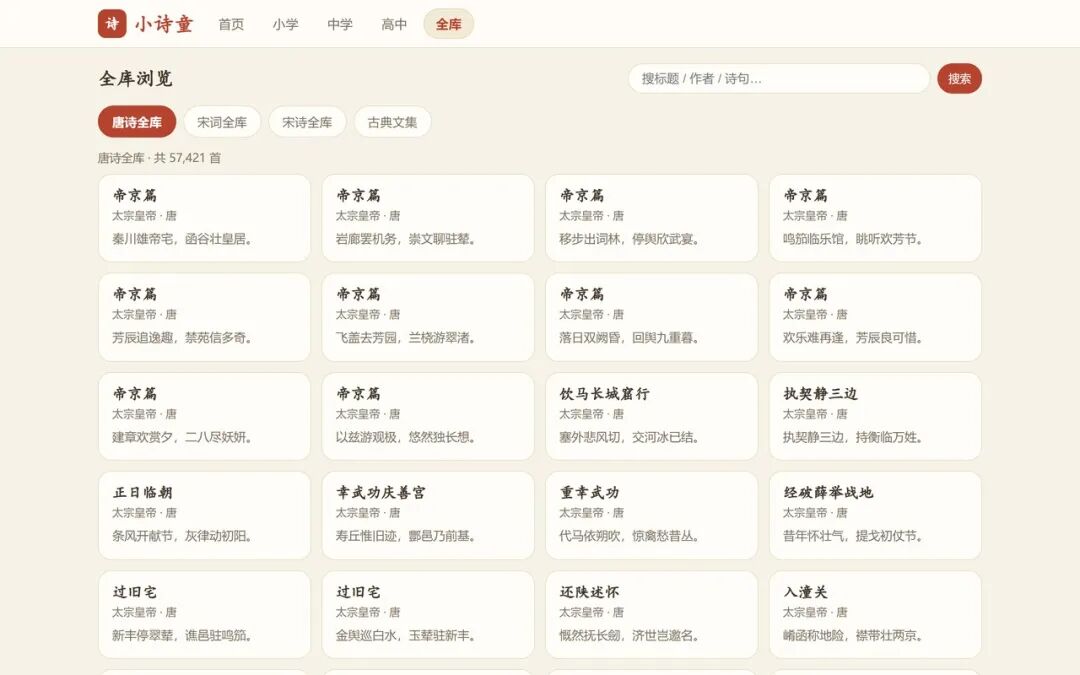 诗 小诗童 首页 小学 中学 高中 全库
全库浏览 搜标题 / 作者 / 诗句… 搜索
唐诗全库 宋词全库 宋诗全库 古典文集
唐诗全库 · 共 57,421 首
帝京篇 帝京篇 帝京篇 帝京篇
太宗皇帝 · 唐 太宗皇帝 · 唐 太宗皇帝 · 唐 太宗皇帝 · 唐
秦川雄帝宅，函谷壮皇居。 岩廊罢机务，崇文聊驻辇。 移步出词林，停舆欣武宴。 鸣笳临乐馆，眺听欢芳节。
帝京篇 帝京篇 帝京篇 帝京篇
太宗皇帝 · 唐 太宗皇帝 · 唐 太宗皇帝 · 唐 太宗皇帝 · 唐
芳辰追逸趣，禁苑信多奇。 飞盖去芳园，兰桡游翠渚。 落日双阙昏，回舆九重暮。 欢乐难再逢，芳辰良可惜。
帝京篇 帝京篇 饮马长城窟行 执契静三边
太宗皇帝 · 唐 太宗皇帝 · 唐 太宗皇帝 · 唐 太宗皇帝 · 唐
建章欢赏夕，二八尽妖妍。 以兹游观极，悠然独长想。 塞外悲风切，交河冰已结。 执契静三边，持衡临万姓。
正日临朝 幸武功庆善宫 重幸武功 经破薛举战地
太宗皇帝 · 唐 太宗皇帝 · 唐 太宗皇帝 · 唐 太宗皇帝 · 唐
条风开献节，灰律动初阳。 寿丘惟旧迹，酆邑乃前基。 代马依朔吹，惊禽愁昔丛。 昔年怀壮气，提戈初仗节。
过旧宅 过旧宅 还陕述怀 入潼关
太宗皇帝 · 唐 太宗皇帝 · 唐 太宗皇帝 · 唐 太宗皇帝 · 唐
新丰停翠辇，谯邑驻鸣笳。 金舆巡白水，玉辇驻新丰。 慨然抚长剑，济世岂邀名。 崤函称地险，襟带壮两京。